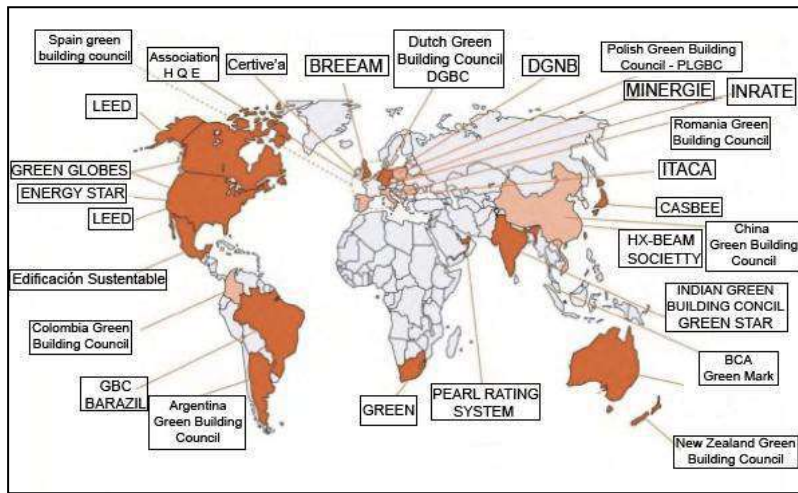 Spain green
building council
Association
H Q E
Certive'a
BREEAM
Dutch Green
Building Council
DGBC
DGNB
Polish Green Building
Council - PLGBC
MINERGIE
INRATE
LEED
Romania Green
Building Council
GREEN GLOBES
ITACA
ENERGY STAR
CASBEE
LEED
HX-BEAM
SOCIETTY
China
Green Building
Council
Edificación Sustentable
INDIAN GREEN
BUILDING CONCIL
GREEN STAR
Colombia Green
Building Council
BCA
Green Mark
GBC
BARAZIL
Argentina
Green Building
Council
GREEN
PEARL RATING
SYSTEM
New Zealand Green
Building Council